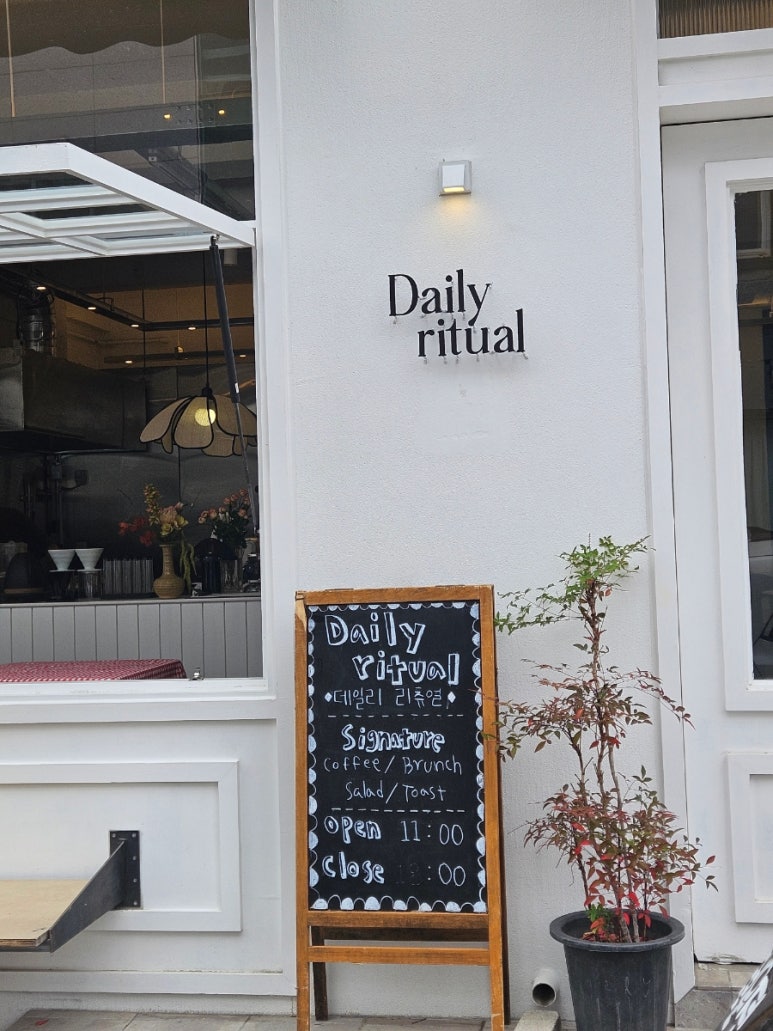 Daily
ritual
Daily
ritual
데일리 리츄얼
Signature
Coffee / Brunch
Salad / Toast
open 11:00
close :00